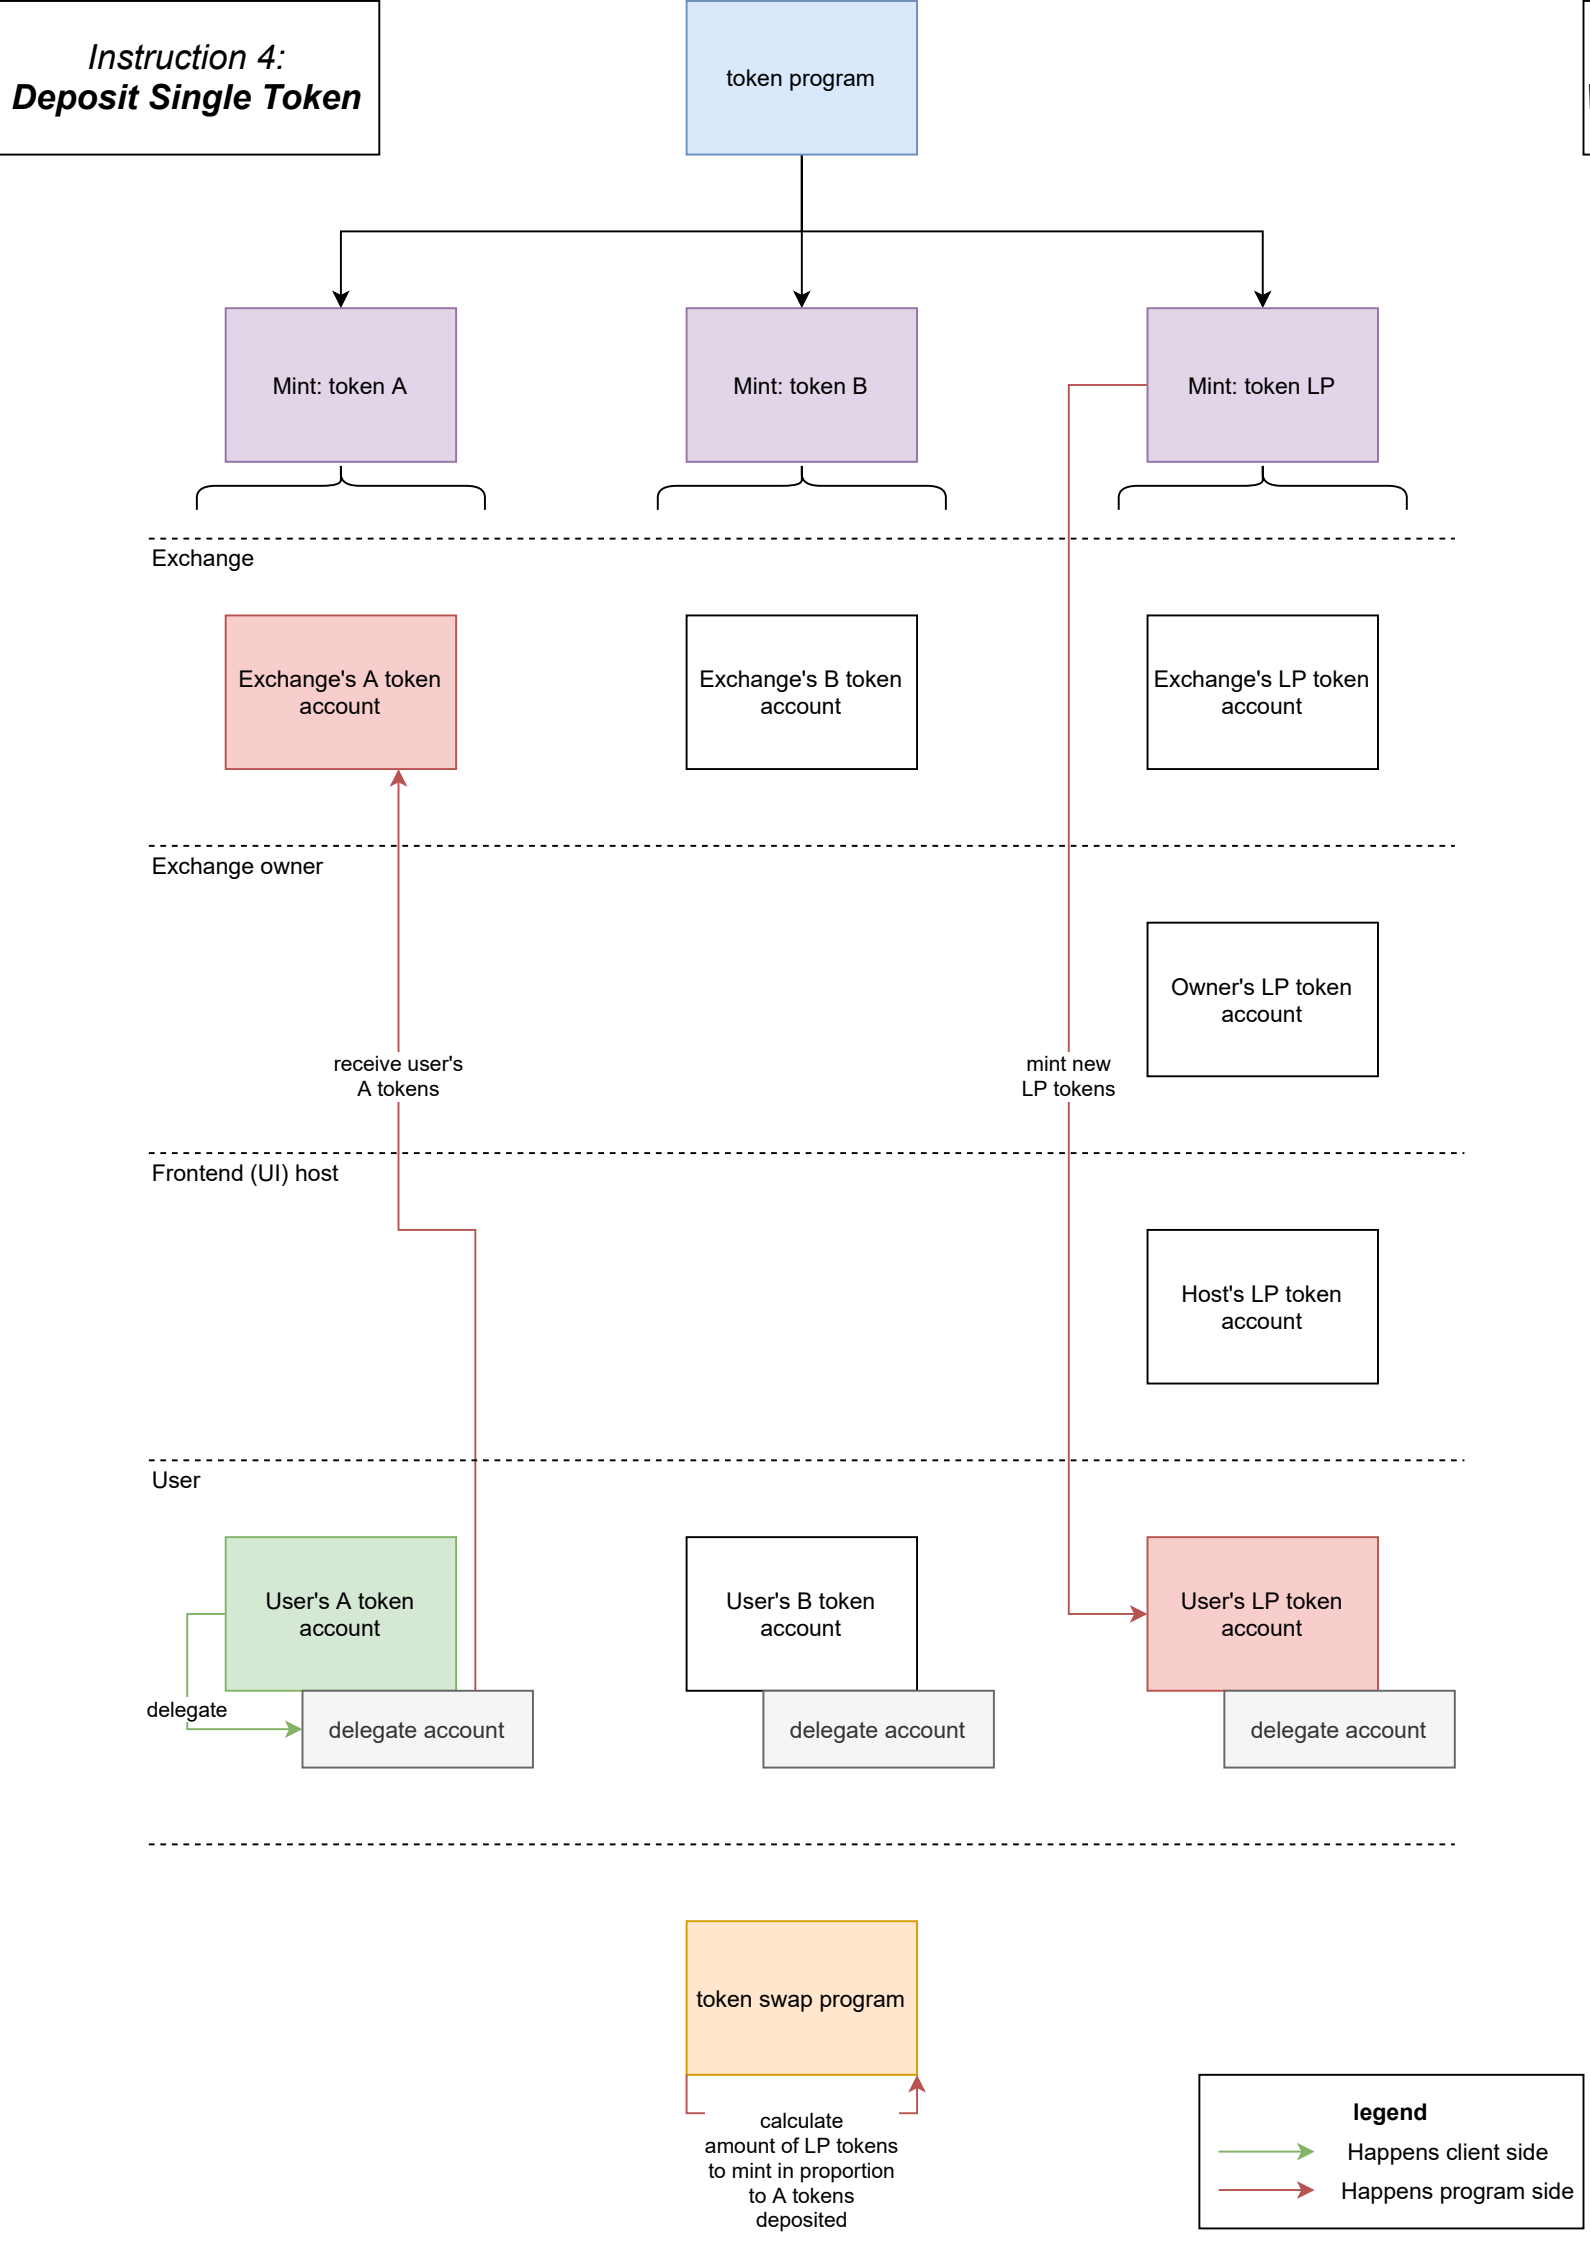 Instruction 4:
Deposit Single Token
token program
Mint: token A
Mint: token B
Mint: token LP
Exchange
Exchange's A token
account
Exchange's B token
account
Exchange's LP token
account
Exchange owner
Owner's LP token
account
receive user's
A tokens
mint new
LP tokens
Frontend (UI) host
Host's LP token
account
User
User's A token
account
User's B token
account
User's LP token
account
delegate
delegate account
delegate account
delegate account
token swap program
calculate
amount of LP tokens
to mint in proportion
to A tokens
deposited
legend
Happens client side
Happens program side